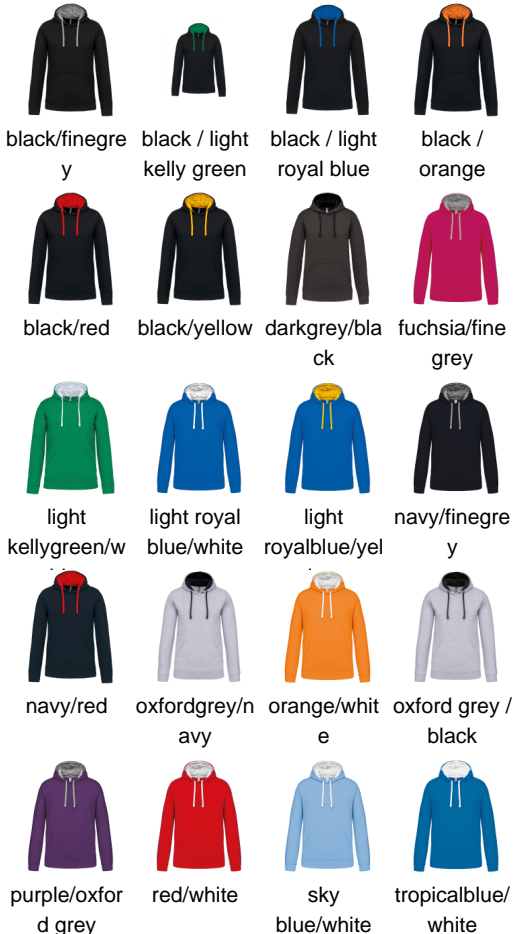 black/finegre
y
black / light
kelly green
black / light
royal blue
black /
orange
black/red
black/yellow
darkgrey/bla
ck
fuchsia/fine
grey
light
kellygreen/w
light royal
blue/white
light
royalblue/yel
navy/finegre
y
navy/red
oxfordgrey/n
avy
orange/whit
e
oxford grey /
black
purple/oxfor
d grey
red/white
sky
blue/white
tropicalblue/
white